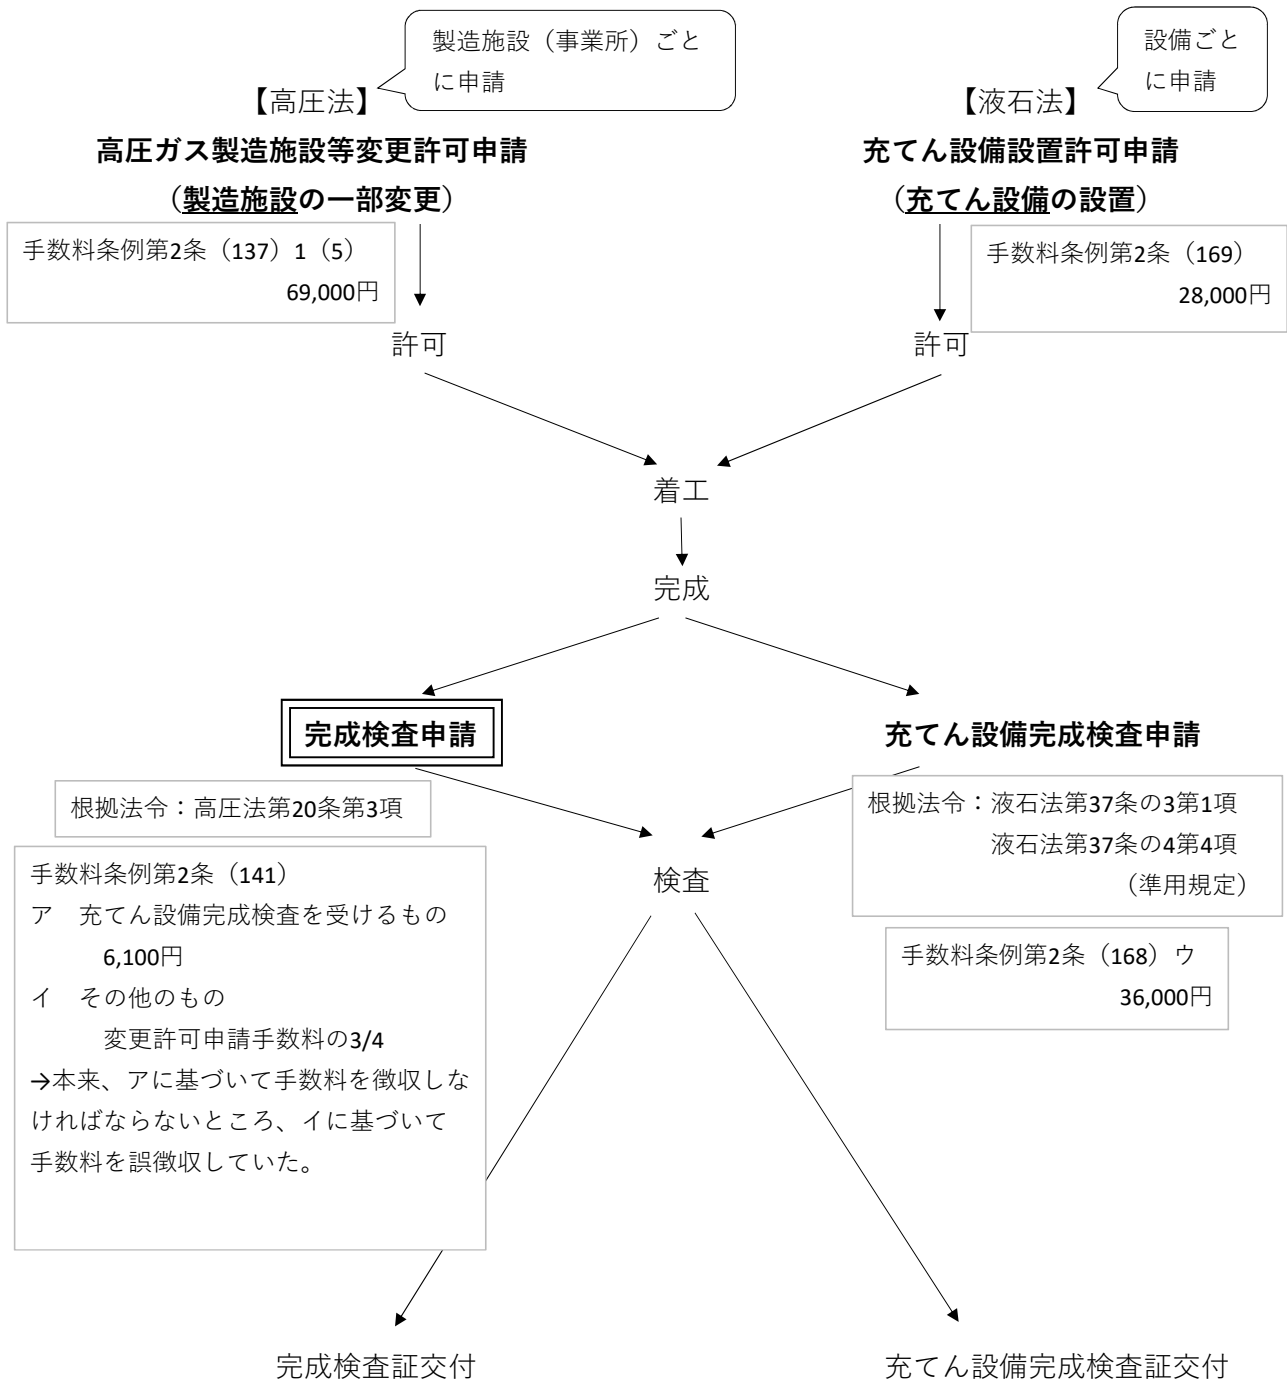 製造施設（事業所）ごと
に申請
設備ごと
に申請
【高圧法】
【液石法】
高圧ガス製造施設等変更許可申請
（製造施設の一部変更）
充てん設備設置許可申請
（充てん設備の設置）
手数料条例第2条（137）1（5）
69,000円
手数料条例第2条（169）
28,000円
許可
許可
着工
完成
完成検査申請
充てん設備完成検査申請
根拠法令：高圧法第20条第3項
根拠法令：液石法第37条の3第1項
液石法第37条の4第4項
（準用規定）
手数料条例第2条（141）
ア　充てん設備完成検査を受けるもの
6,100円
イ　その他のもの
変更許可申請手数料の3/4
→本来、アに基づいて手数料を徴収しな
ければならないところ、イに基づいて
手数料を誤徴収していた。
検査
手数料条例第2条（168）ウ
36,000円
完成検査証交付
充てん設備完成検査証交付